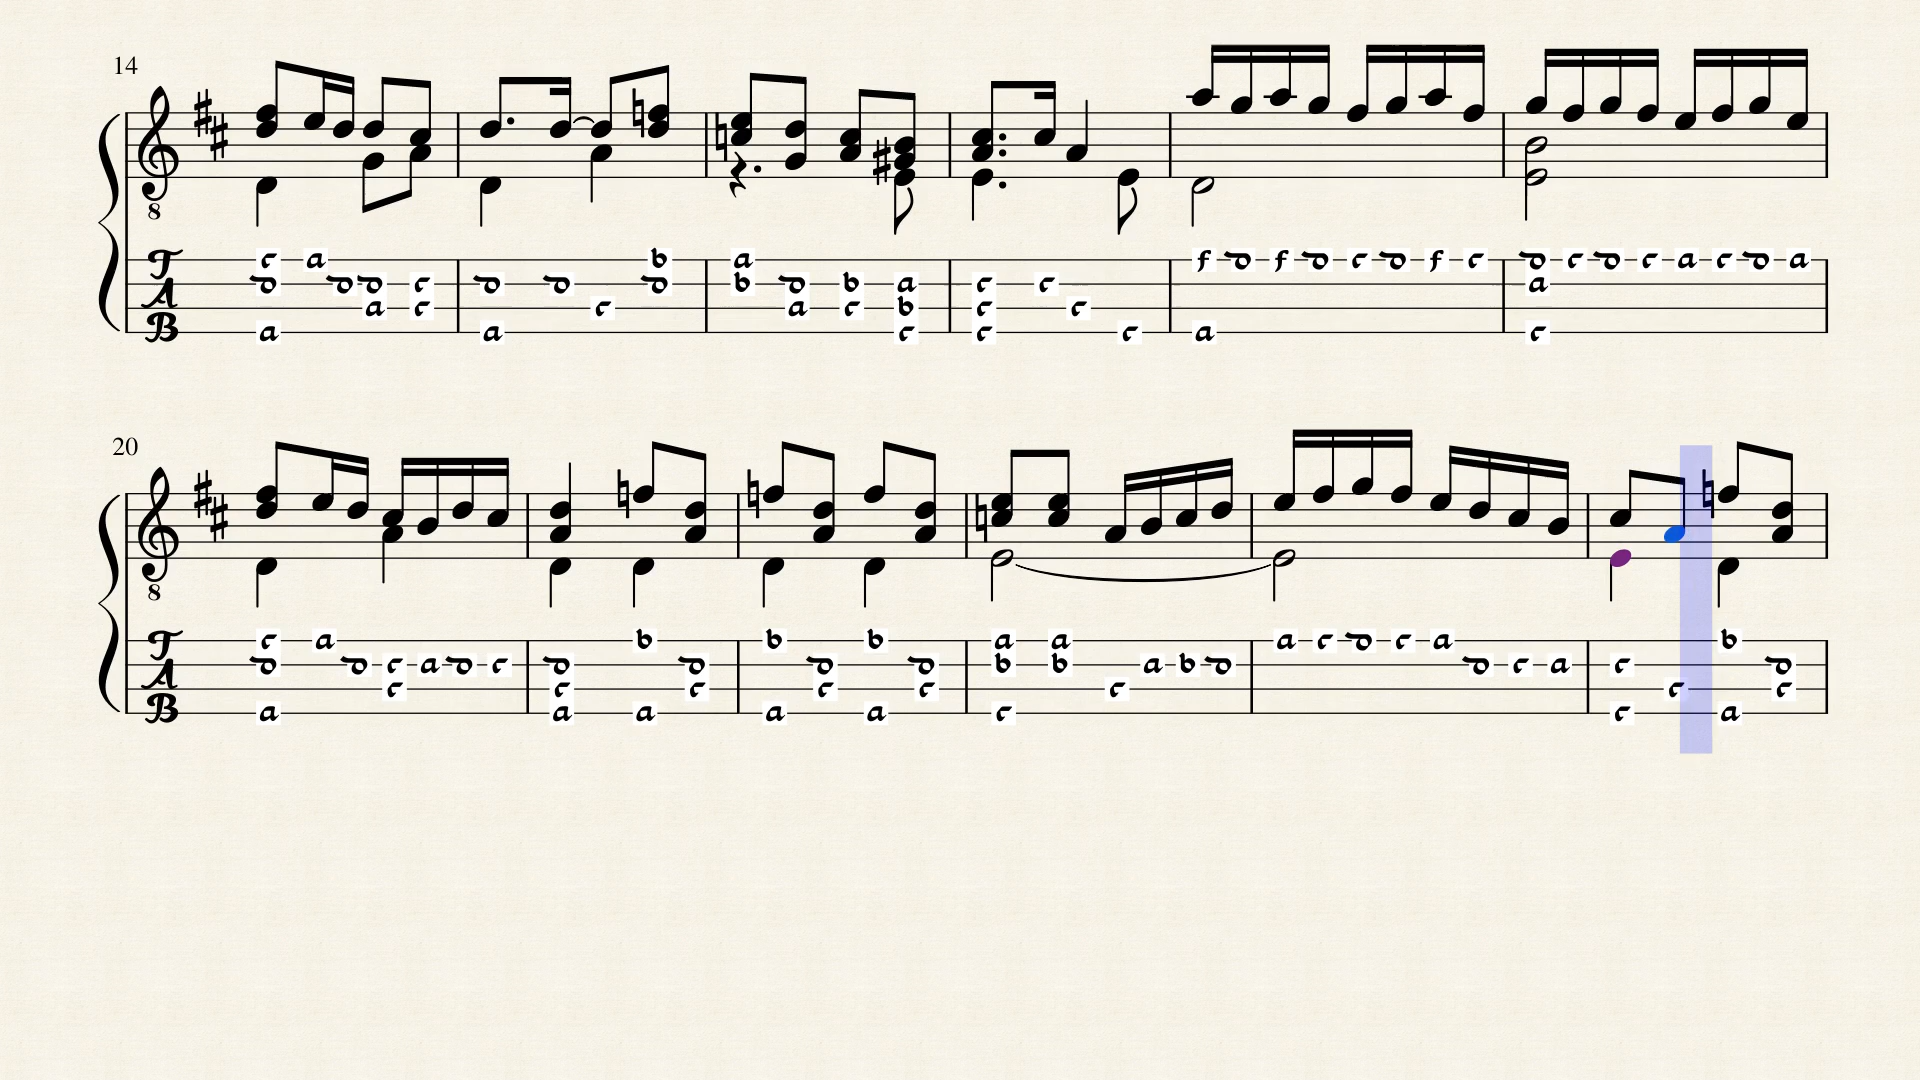 14
8
T c a b a f d f d c d f c d c d c a c d a
A d d d c d d d b d b a c c a
B a c c a c b c c
a a c c c a c
20
8
T c a b b b a a a c d c a b
A d d c a d c d d d d b b a b d d c a c d
B c c c c c c c c
a a a a a c c a